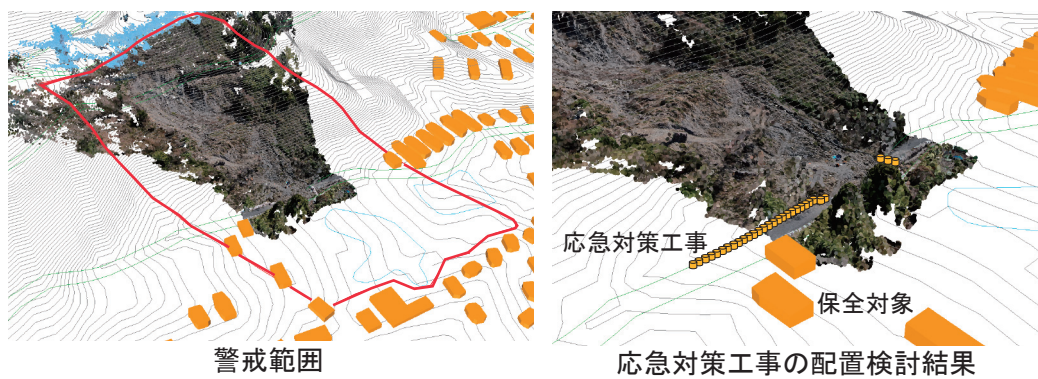 応急対策工事
保全対象
警戒範囲
応急対策工事の配置検討結果